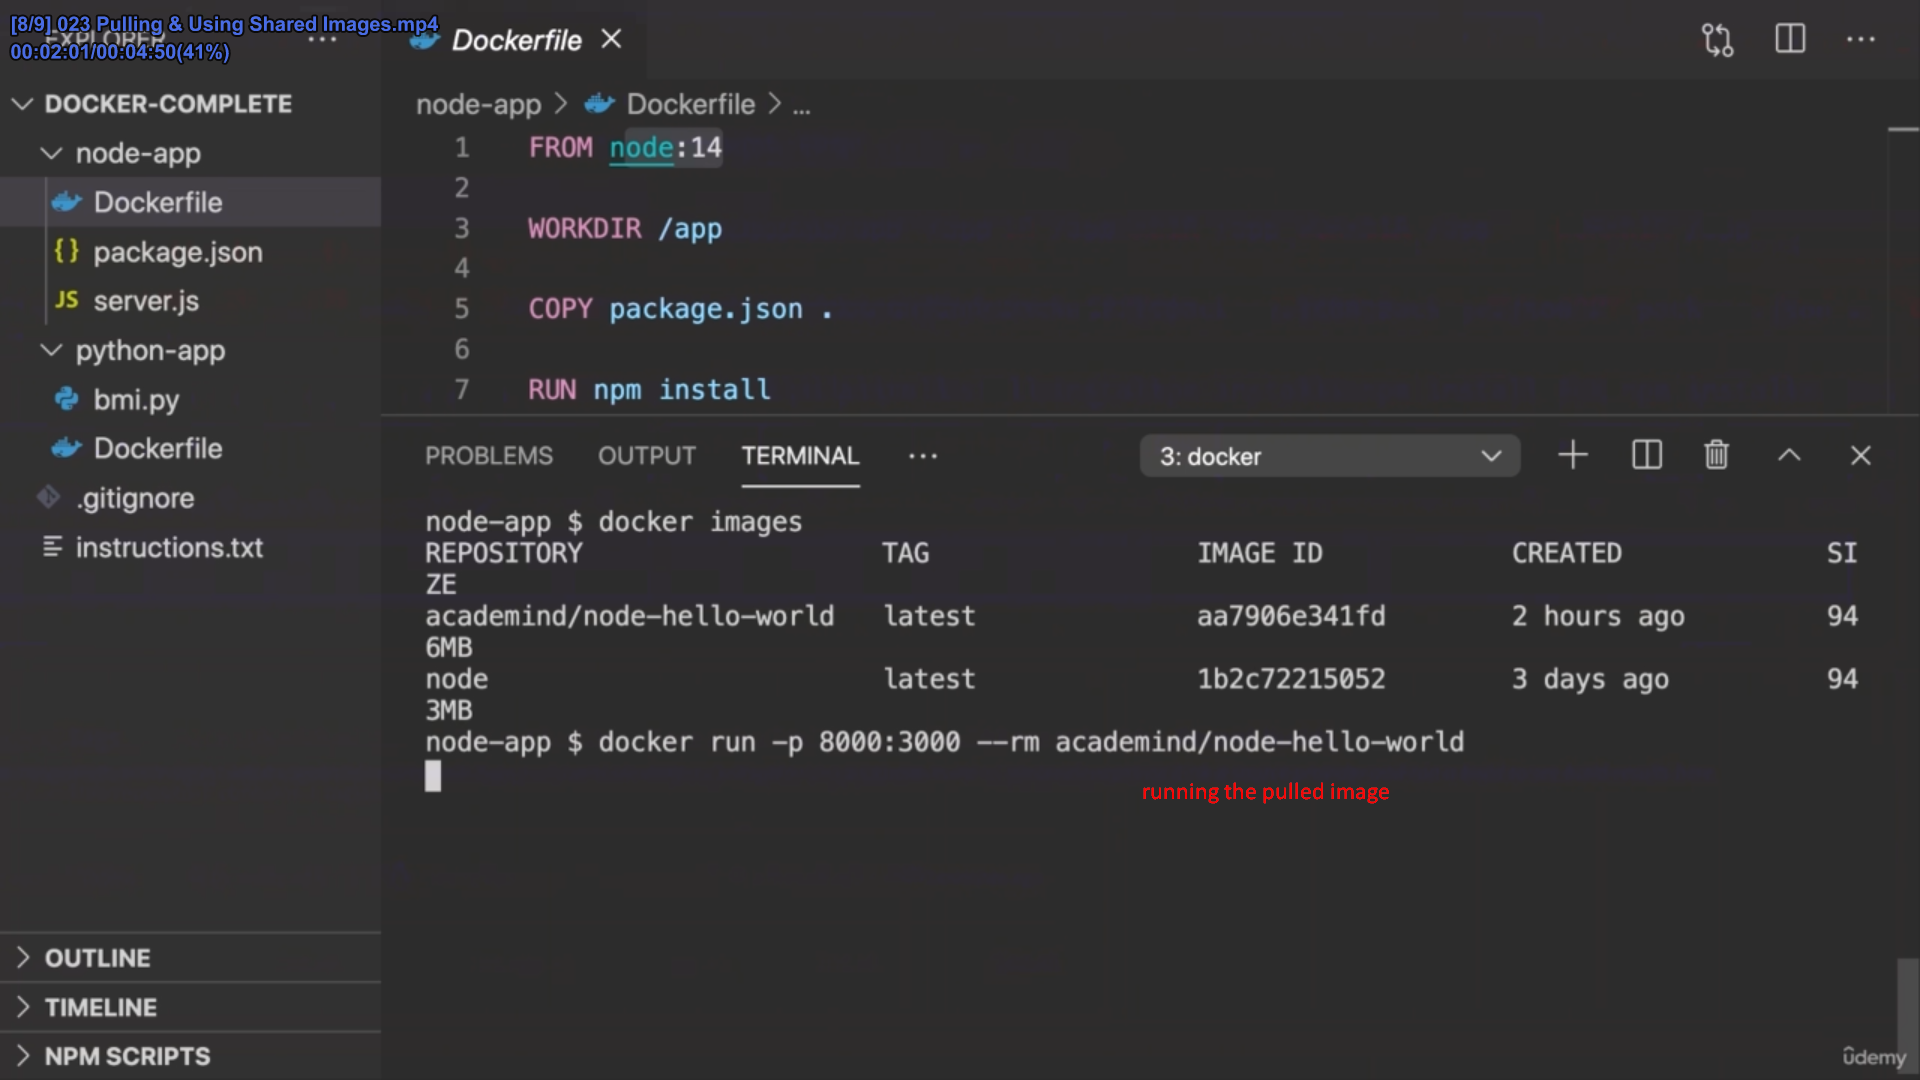 [8/9] 023 Pulling & Using Shared Images.mp4
00:02:01/00:04:50(41%)
EXPLORER
···
Dockerfile
DOCKER-COMPLETE
node-app
Dockerfile
package.json
server.js
python-app
bmi.py
Dockerfile
.gitignore
instructions.txt
OUTLINE
TIMELINE
NPM SCRIPTS
node-app > Dockerfile > ...
1 FROM node:14
2
3 WORKDIR /app
4
5 COPY package.json .
6
7 RUN npm install
PROBLEMS OUTPUT TERMINAL ··· 3: docker
node-app $ docker images
REPOSITORY TAG IMAGE ID CREATED SI
ZE
academind/node-hello-world latest aa7906e341fd 2 hours ago 94
6MB
node latest 1b2c72215052 3 days ago 94
3MB
node-app $ docker run -p 8000:3000 --rm academind/node-hello-world
running the pulled image
ûdemy